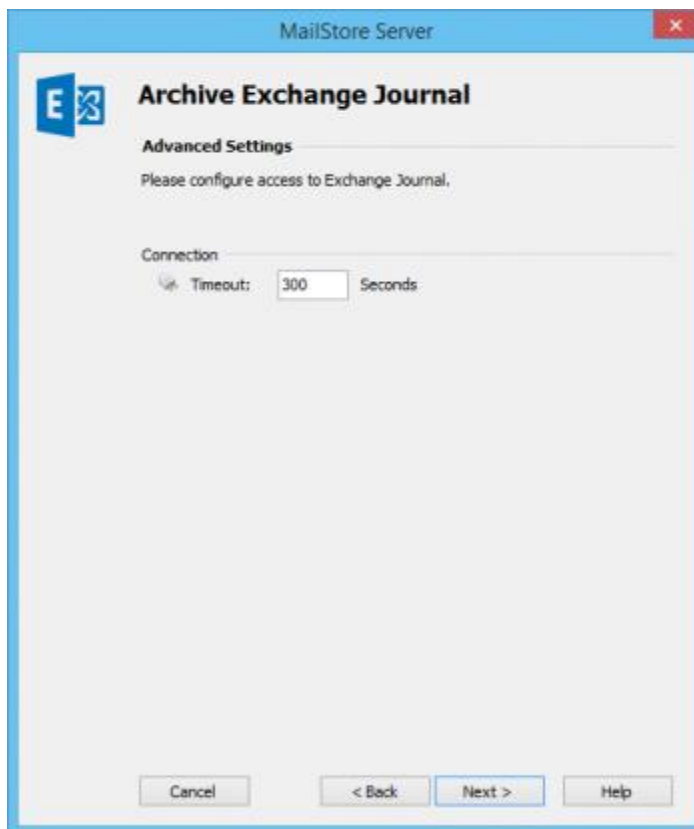 MailStore Server
Archive Exchange Journal
Advanced Settings
Please configure access to Exchange Journal.
Connection
Timeout: 300 Seconds
Cancel < Back Next > Help